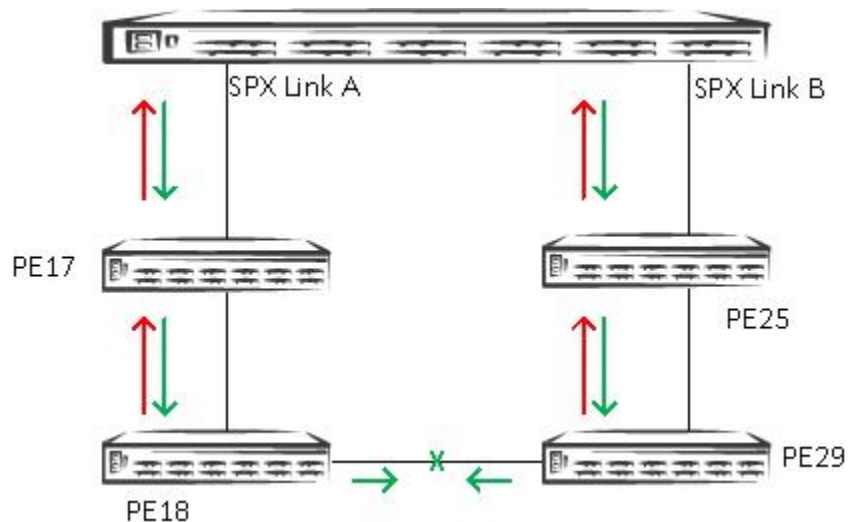 SPX Link A
SPX Link B
PE17
PE25
X
PE29
PE18